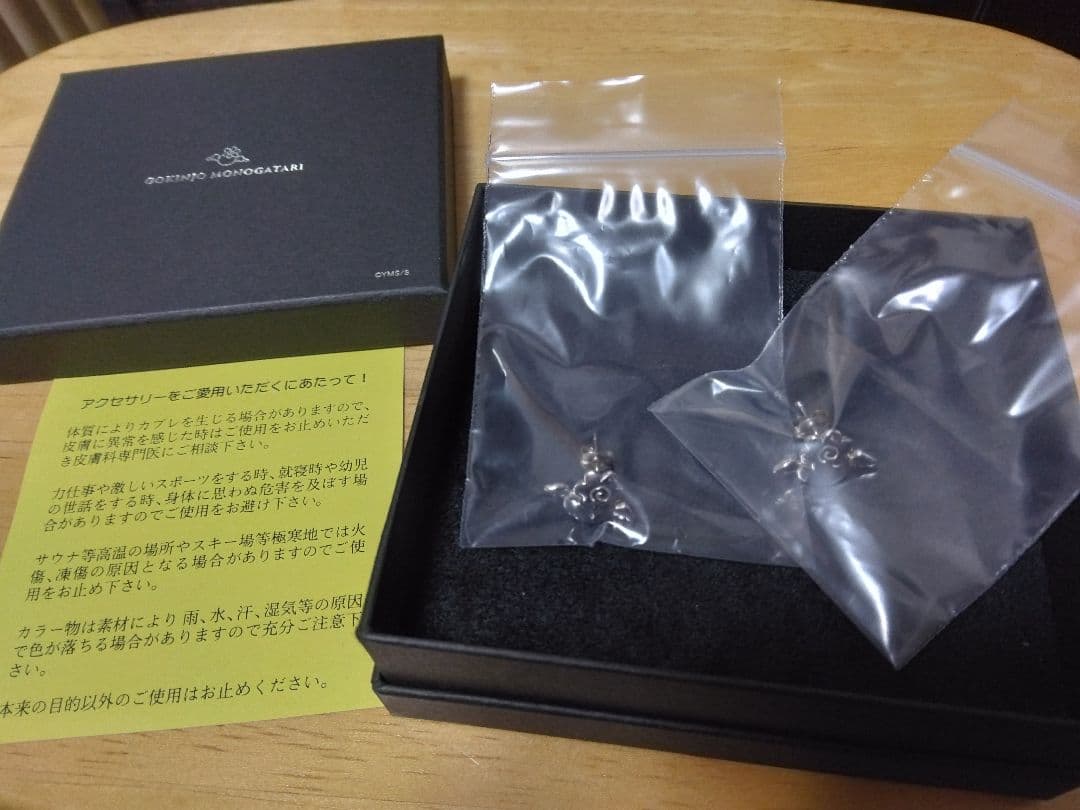 GOKINJO MONOGATARI
©YMS/S
アクセサリーをご愛用いただくにあたって!
体質によりカブレを生じる場合がありますので、
皮膚に異常を感じた時はご使用をお止めいただ
き皮膚科専門医にご相談下さい。
力仕事や激しいスポーツをする時、就寝時や幼児
の世話をする時、身体に思わぬ危害を及ぼす場
合がありますのでご使用をお避け下さい。
サウナ等高温の場所やスキー場等極寒地では火
傷、凍傷の原因となる場合がありますのでご使
用をお止め下さい。
カラー物は素材により 雨、水、汗、湿気等の原因
で色が落ちる場合がありますので充分ご注意下
さい。
本来の目的以外のご使用はお止めください。